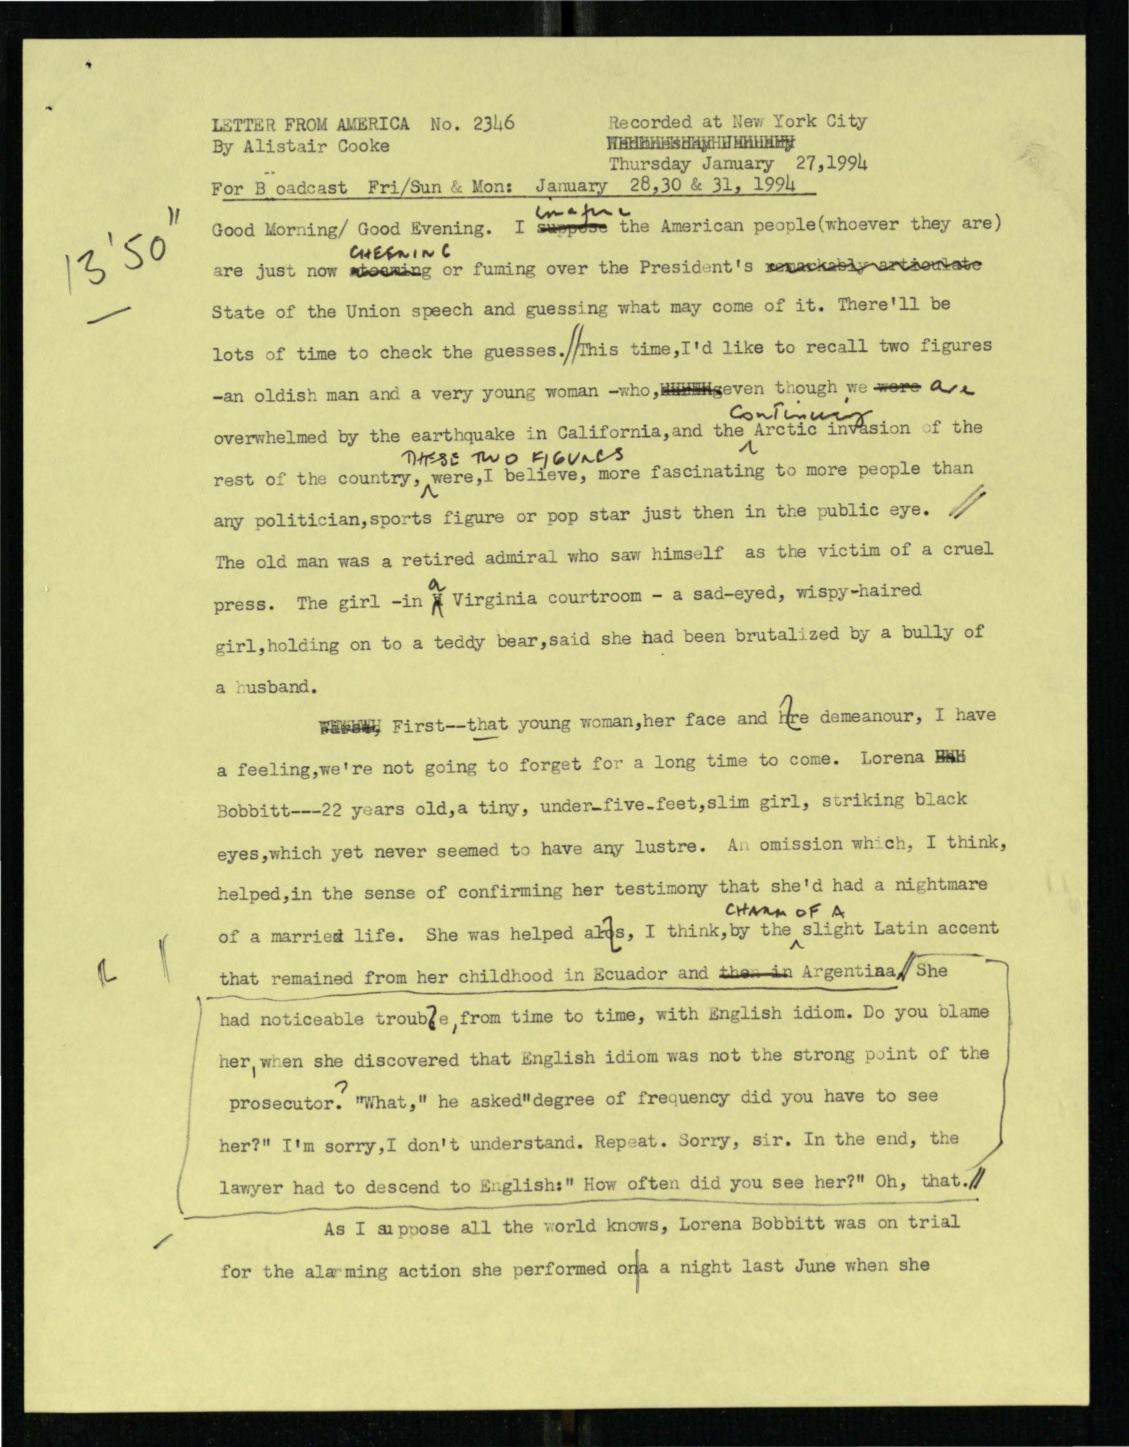 LETTER FROM AMERICA No. 2346
Recorded at New York City
By Alistair Cooke
Thursday January 27,1994
For B oadcast Fri/Sun & Mon: January 28,30 & 31, 1994
13'50"
imagine
Good Morning/ Good Evening. I suppose the American people(whoever they are)
CHEERING
are just now or fuming over the President's remarkably articulate
State of the Union speech and guessing what may come of it. There'll be
lots of time to check the guesses.//This time,I'd like to recall two figures
-an oldish man and a very young woman -who, even though we were are
continuing
overwhelmed by the earthquake in California,and the Arctic invasion of the
THESE TWO FIGURES
rest of the country, were,I believe, more fascinating to more people than
any politician,sports figure or pop star just then in the public eye. //
The old man was a retired admiral who saw himself as the victim of a cruel
a
press. The girl -in Virginia courtroom - a sad-eyed, wispy-haired
girl,holding on to a teddy bear,said she had been brutalized by a bully of
a husband.
First--that young woman,her face and hre demeanour, I have
a feeling,we're not going to forget for a long time to come. Lorena
Bobbitt---22 years old,a tiny, under-five-feet,slim girl, striking black
eyes,which yet never seemed to have any lustre. An omission which, I think,
helped,in the sense of confirming her testimony that she'd had a nightmare
CHARM OF A
of a married life. She was helped alos, I think,by the slight Latin accent
that remained from her childhood in Ecuador and then in Argentina.//She
had noticeable trouble,from time to time, with English idiom. Do you blame
her,when she discovered that English idiom was not the strong point of the
prosecutor? "What," he asked"degree of frequency did you have to see
her?" I'm sorry,I don't understand. Repeat. Sorry, sir. In the end, the
lawyer had to descend to English:" How often did you see her?" Oh, that.//
As I suppose all the world knows, Lorena Bobbitt was on trial
for the alarming action she performed on a a night last June when she